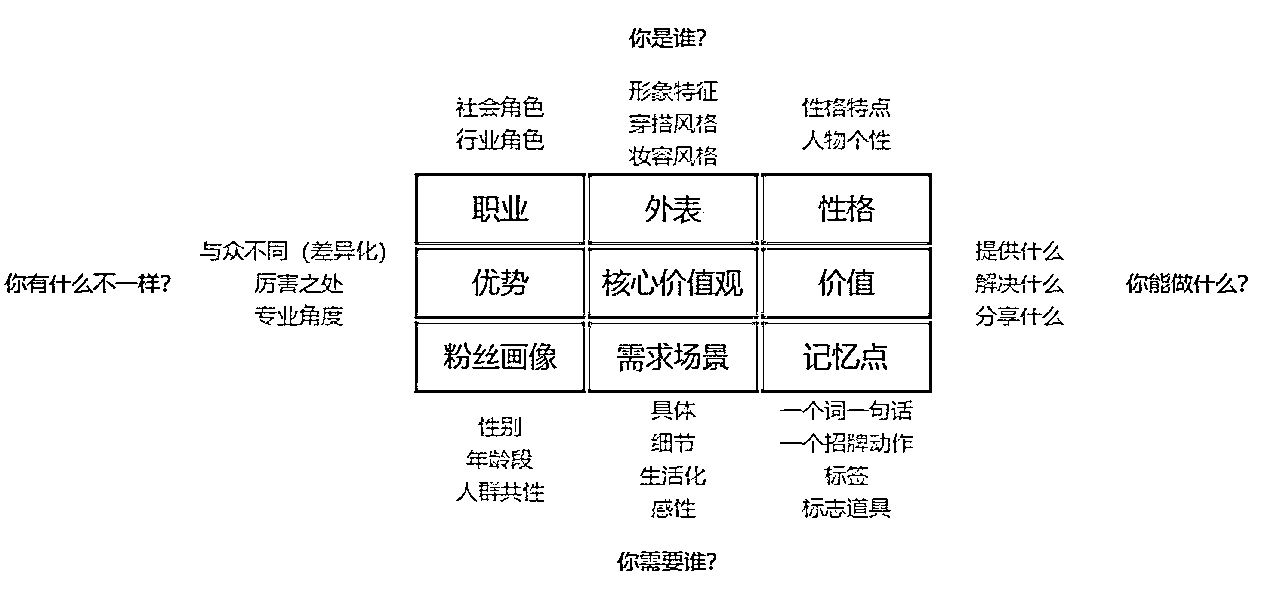 你是谁？
社会角色
行业角色
形象特征
穿搭风格
妆容风格
性格特点
人物个性
职业
外表
性格
你有什么不一样？
与众不同（差异化）
厉害之处
专业角度
优势
核心价值观
价值
提供什么
解决什么
分享什么
你能做什么？
粉丝画像
需求场景
记忆点
性别
年龄段
人群共性
具体
细节
生活化
感性
一个词一句话
一个招牌动作
标签
标志道具
你需要谁？